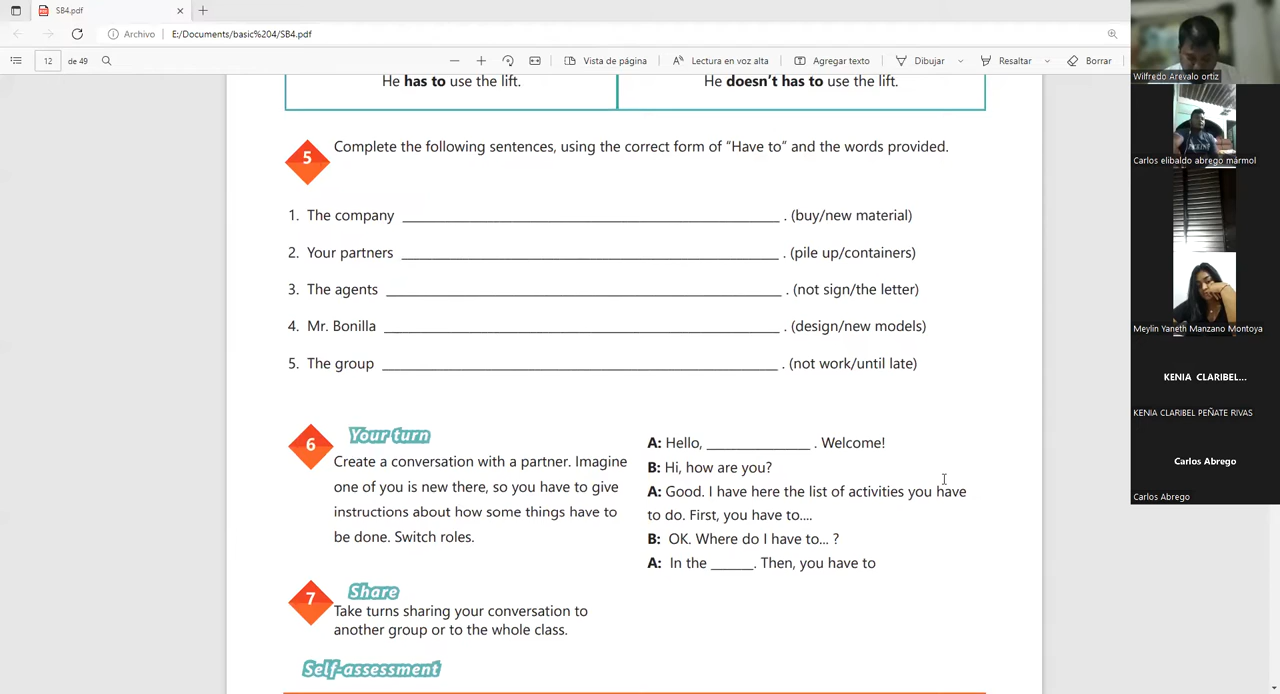 SB4.pdf
Archivo E:/Documents/basic%204/SB4.pdf
12 de 49 Vista de página Lectura en voz alta Agregar texto Dibujar Resaltar Borrar
He has to use the lift. He doesn't has to use the lift.
5 Complete the following sentences, using the correct form of "Have to" and the words provided.
1. The company ____________________ . (buy/new material)
2. Your partners ____________________ . (pile up/containers)
3. The agents ____________________ . (not sign/the letter)
4. Mr. Bonilla ____________________ . (design/new models)
5. The group ____________________ . (not work/until late)
6 Your turn
Create a conversation with a partner. Imagine
one of you is new there, so you have to give
instructions about how some things have to
be done. Switch roles.
A: Hello, ______________ . Welcome!
B: Hi, how are you?
A: Good. I have here the list of activities you have
to do. First, you have to....
B: OK. Where do I have to... ?
A: In the ______. Then, you have to
7 Share
Take turns sharing your conversation to
another group or to the whole class.
Self-assessment
Wilfredo Arevalo ortiz
Carlos elibaldo abrego mármol
Meylin Yaneth Manzano Montoya
KENIA CLARIBEL...
KENIA CLARIBEL PEÑATE RIVAS
Carlos Abrego
Carlos Abrego